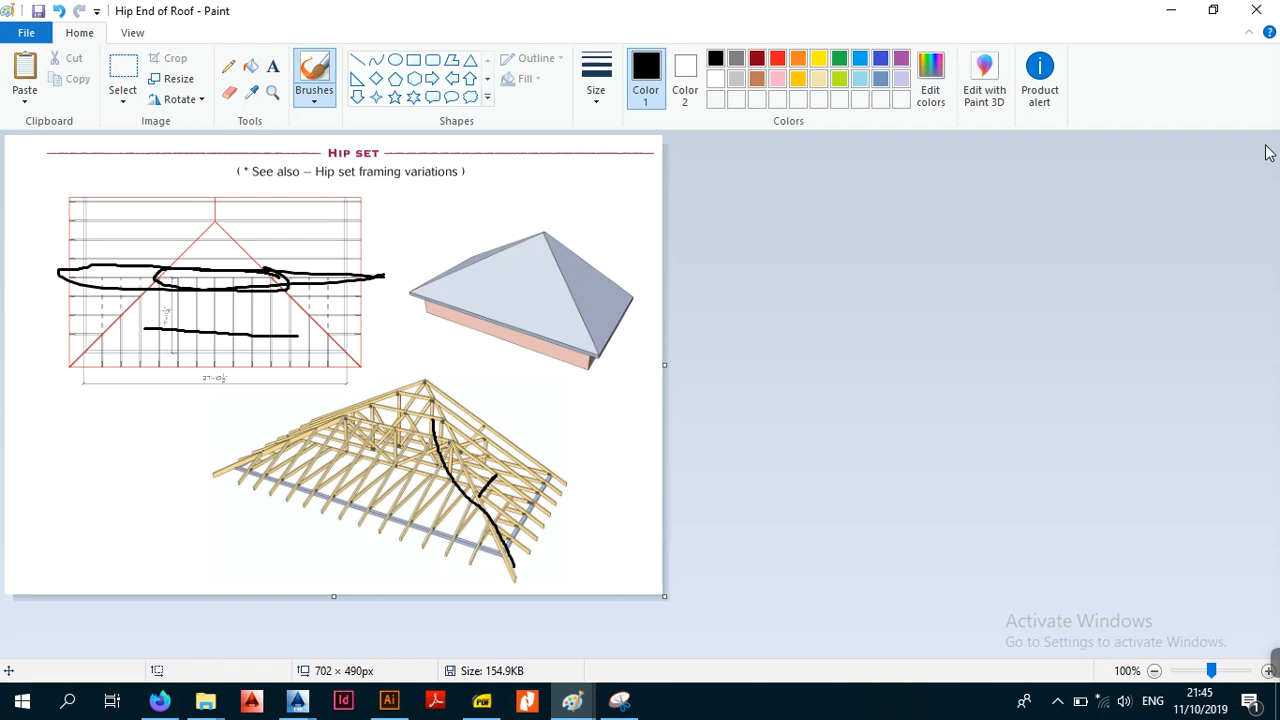 Hip End of Roof - Paint
File
Home
View
Paste
Cut
Copy
Clipboard
Select
Crop
Resize
Rotate
Image
A
Tools
Brushes
Shapes
Outline
Fill
Size
Color
1
Color
2
Colors
Edit
colors
Edit with
Paint 3D
Product
alert
HIP SET
( * See also – Hip set framing variations )
Activate Windows
Go to Settings to activate Windows.
702 × 490px
Size: 154.9KB
100%
Id
Ai
PDF
ENG
21:45
11/10/2019